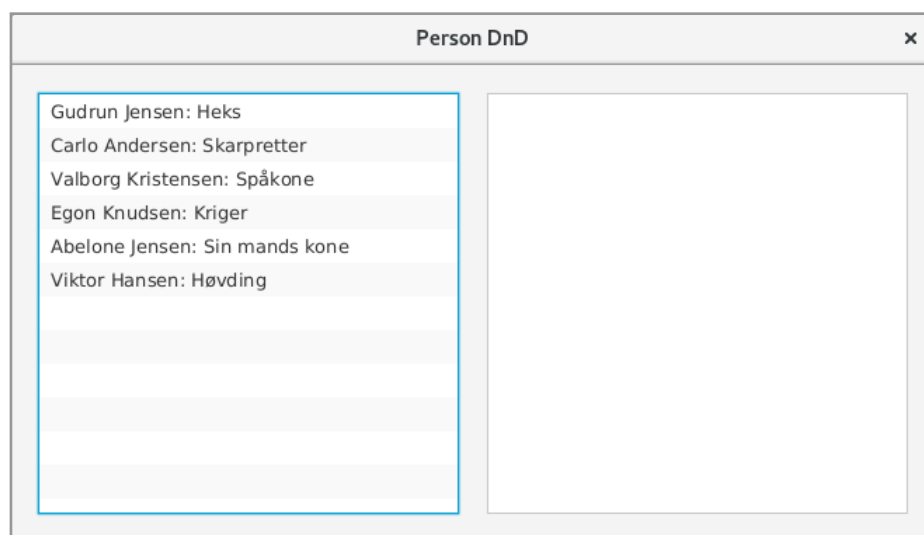 Person DnD
Gudrun Jensen: Heks
Carlo Andersen: Skarpretter
Valborg Kristensen: Spåkone
Egon Knudsen: Kriger
Abelone Jensen: Sin mands kone
Viktor Hansen: Høvding